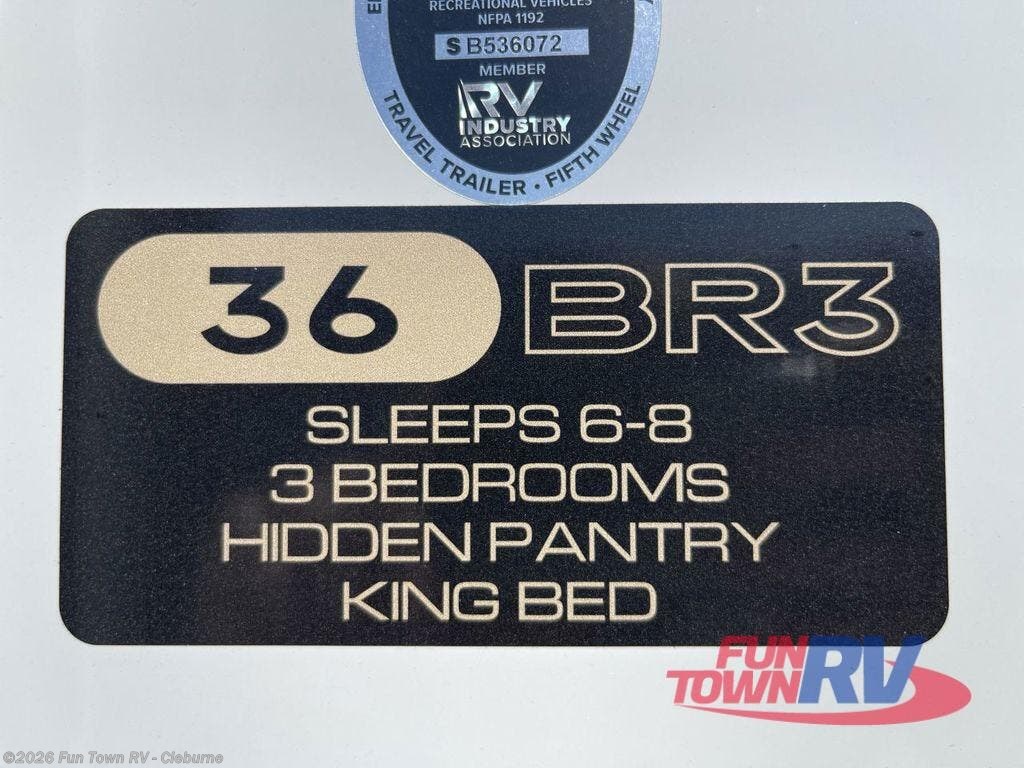 RECREATIONAL VEHICLES
NFPA 1192
S B536072
MEMBER
RV
INDUSTRY
ASSOCIATION
TRAVEL TRAILER · FIFTH WHEEL
36 BR3
SLEEPS 6-8
3 BEDROOMS
HIDDEN PANTRY
KING BED
FUN
TOWN RV
©2026 Fun Town RV - Cleburne